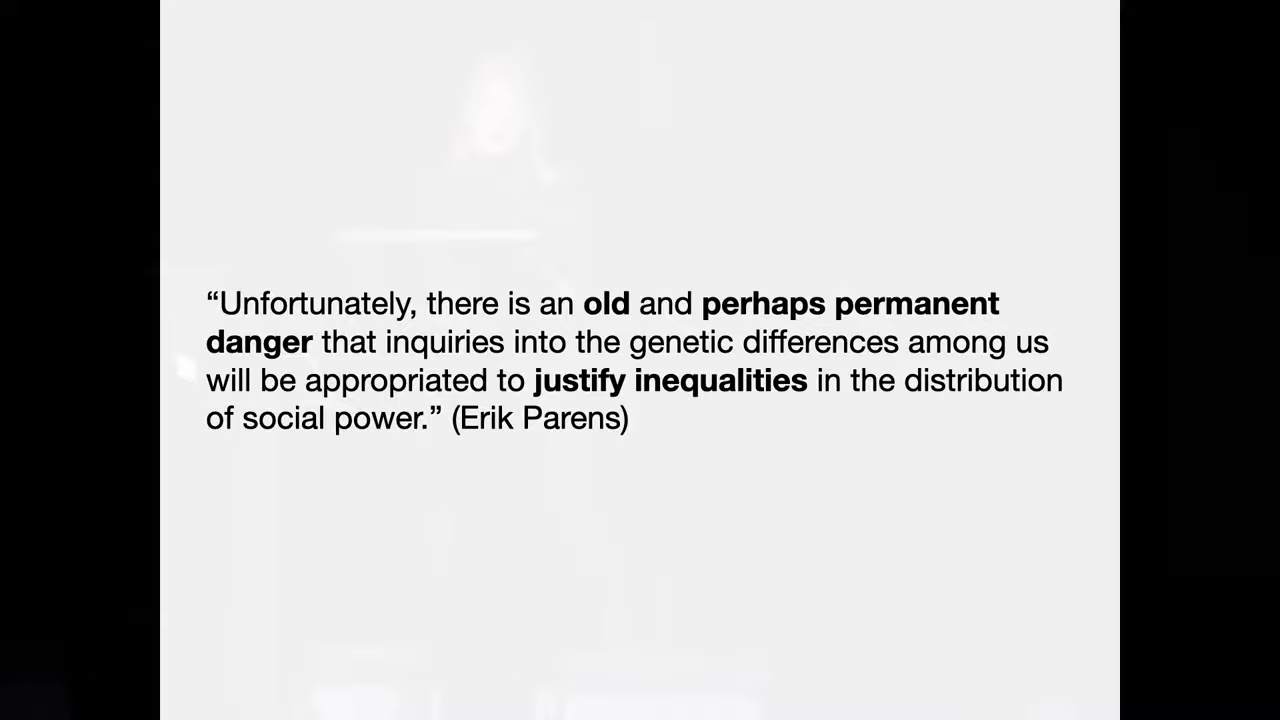 “Unfortunately, there is an old and perhaps permanent
danger that inquiries into the genetic differences among us
will be appropriated to justify inequalities in the distribution
of social power.” (Erik Parens)